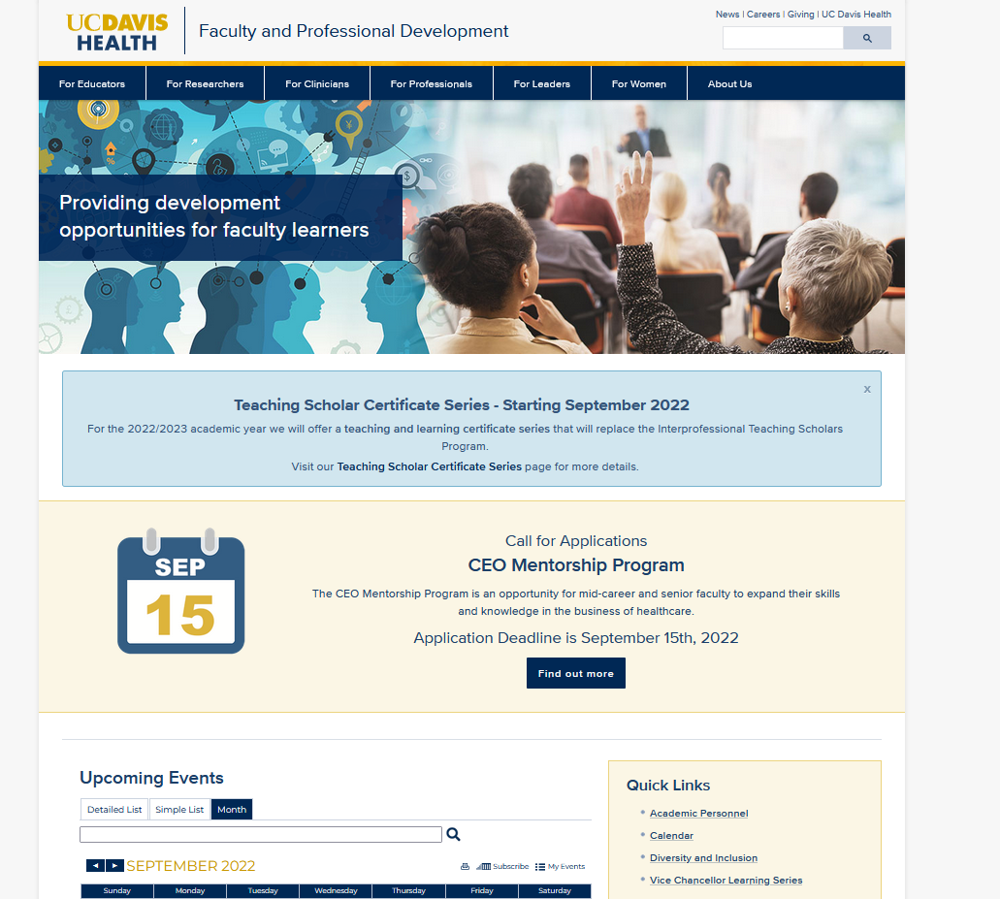 UCDAVIS
HEALTH
Faculty and Professional Development
News | Careers | Giving | UC Davis Health
For Educators
For Researchers
For Clinicians
For Professionals
For Leaders
For Women
About Us
Providing development
opportunities for faculty learners
x
Teaching Scholar Certificate Series - Starting September 2022
For the 2022/2023 academic year we will offer a teaching and learning certificate series that will replace the Interprofessional Teaching Scholars
Program.
Visit our Teaching Scholar Certificate Series page for more details.
SEP
15
Call for Applications
CEO Mentorship Program
The CEO Mentorship Program is an opportunity for mid-career and senior faculty to expand their skills
and knowledge in the business of healthcare.
Application Deadline is September 15th, 2022
Find out more
Upcoming Events
Detailed List
Simple List
Month
SEPTEMBER 2022
Subscribe
My Events
Sunday
Monday
Tuesday
Wednesday
Thursday
Friday
Saturday
Quick Links
Academic Personnel
Calendar
Diversity and Inclusion
Vice Chancellor Learning Series